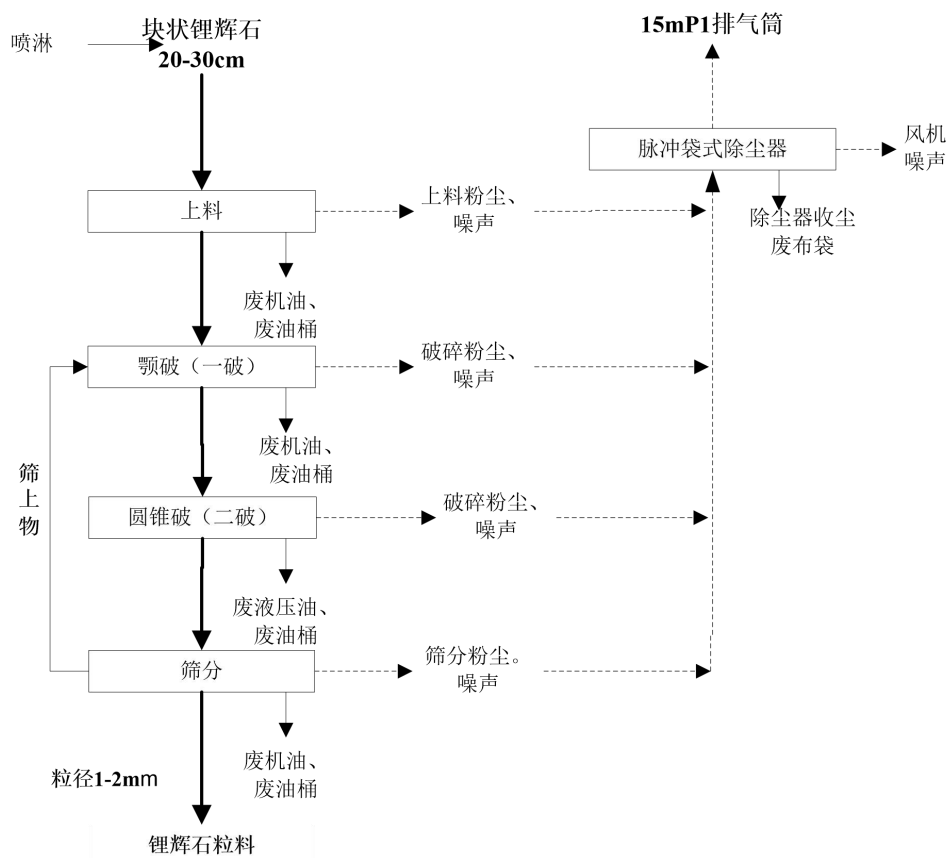 喷淋
块状锂辉石
20-30cm
15mP1排气筒
脉冲袋式除尘器
风机
噪声
除尘器收尘
废布袋
上料
上料粉尘、
噪声
废机油、
废油桶
颚破（一破）
破碎粉尘、
噪声
废机油、
废油桶
筛上物
圆锥破（二破）
破碎粉尘、
噪声
废液压油、
废油桶
筛分
筛分粉尘。
噪声
废机油、
废油桶
粒径1-2mm
锂辉石粒料